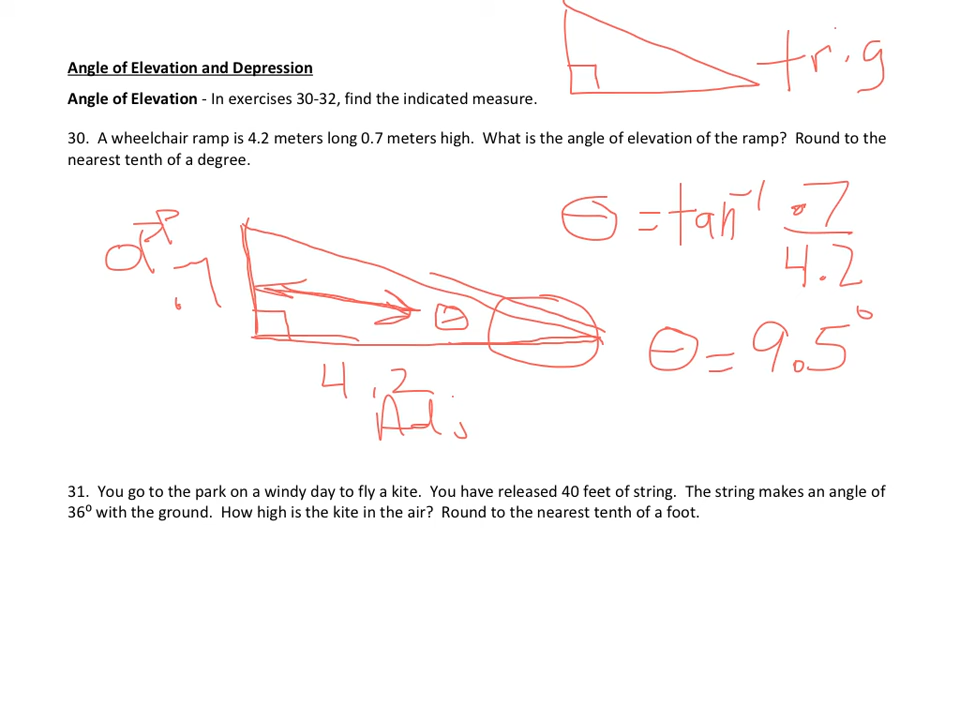 trig
Angle of Elevation and Depression
Angle of Elevation - In exercises 30-32, find the indicated measure.
30. A wheelchair ramp is 4.2 meters long 0.7 meters high. What is the angle of elevation of the ramp? Round to the
nearest tenth of a degree.
θ = tan⁻¹ .7/4.2
opp .7
θ
θ = 9.5°
4.2
Adj
31. You go to the park on a windy day to fly a kite. You have released 40 feet of string. The string makes an angle of
36⁰ with the ground. How high is the kite in the air? Round to the nearest tenth of a foot.